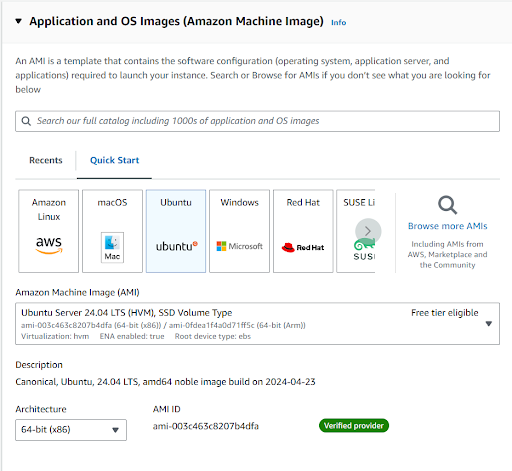 Application and OS Images (Amazon Machine Image) Info
An AMI is a template that contains the software configuration (operating system, application server, and
applications) required to launch your instance. Search or Browse for AMIs if you don't see what you are looking for
below
Search our full catalog including 1000s of application and OS images
Recents
Quick Start
Amazon
Linux
aws
macOS
Mac
Ubuntu
ubuntu
Windows
Microsoft
Red Hat
Red Hat
SUSE Li
SUS
Browse more AMIs
Including AMIs from
AWS, Marketplace and
the Community
Amazon Machine Image (AMI)
Ubuntu Server 24.04 LTS (HVM), SSD Volume Type
Free tier eligible
ami-003c463c8207b4dfa (64-bit (x86)) / ami-0fdea1f4a0d71ff5c (64-bit (Arm))
Virtualization: hvm ENA enabled: true Root device type: ebs
Description
Canonical, Ubuntu, 24.04 LTS, amd64 noble image build on 2024-04-23
Architecture
64-bit (x86)
AMI ID
ami-003c463c8207b4dfa
Verified provider